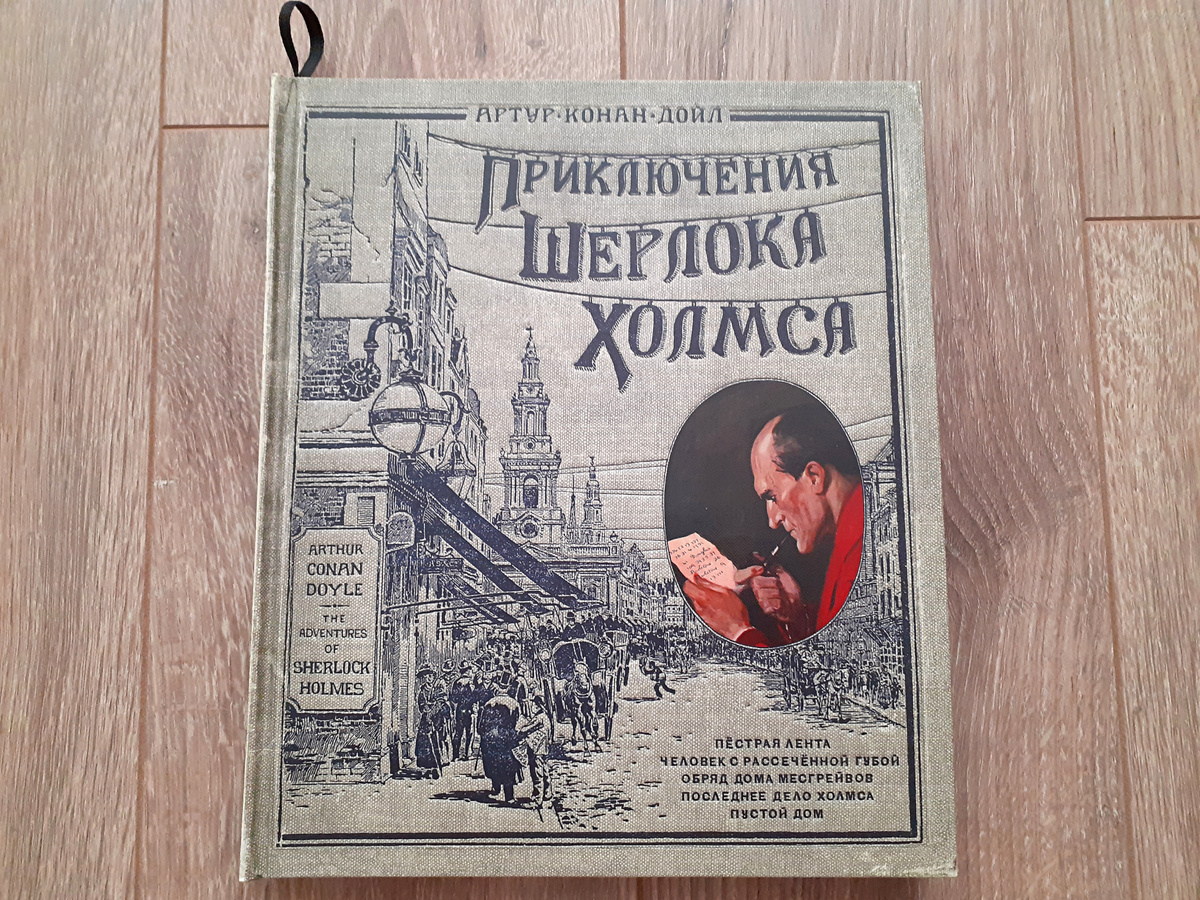 АРТУР·КОНАН·ДОЙЛ
ПРИКЛЮЧЕНИЯ
ШЕРЛОКА
ХОЛМСА
ARTHUR
CONAN
DOYLE
THE
ADVENTURES
OF
SHERLOCK
HOLMES
ПЁСТРАЯ ЛЕНТА
ЧЕЛОВЕК С РАССЕЧЁННОЙ ГУБОЙ
ОБРЯД ДОМА МЕСГРЕЙВОВ
ПОСЛЕДНЕЕ ДЕЛО ХОЛМСА
ПУСТОЙ ДОМ